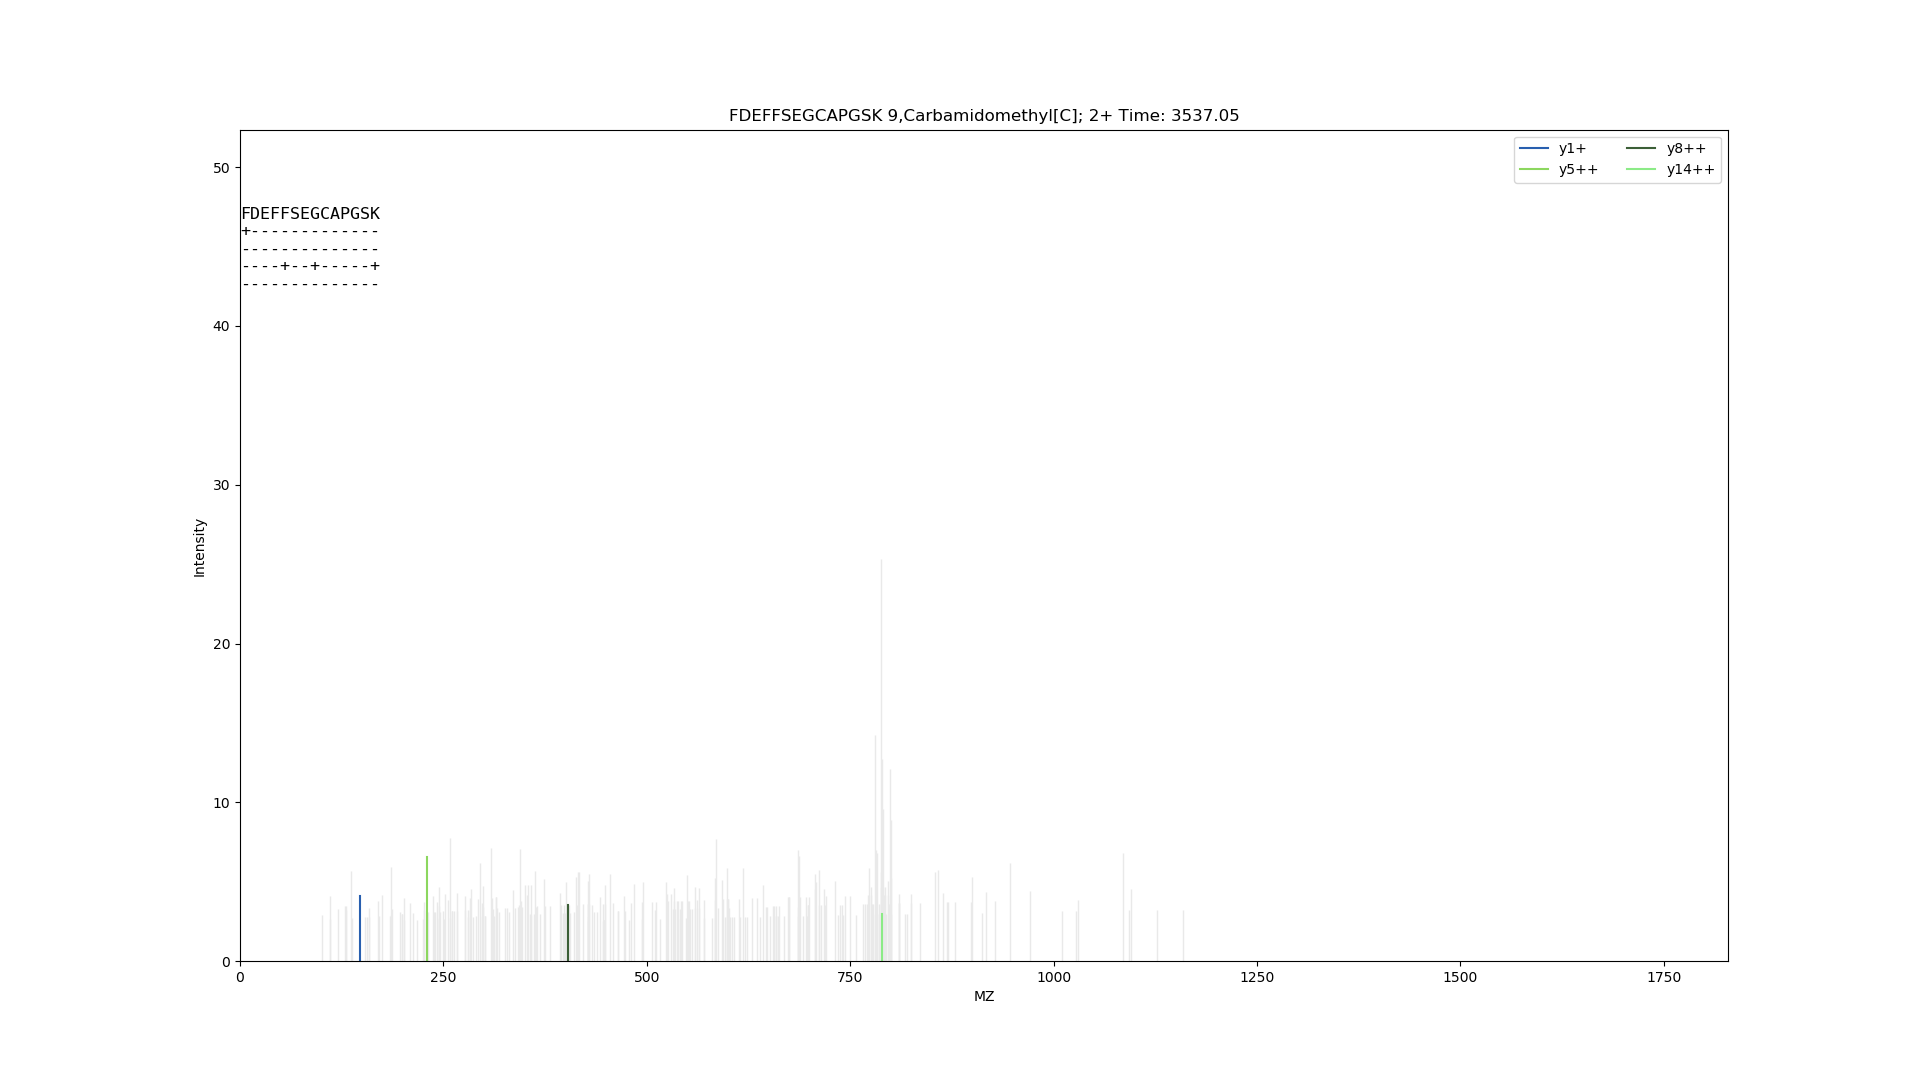 FDEFFSEGCAPGSK 9,Carbamidomethyl[C]; 2+ Time: 3537.05
y1+ y8++
y5++ y14++
50
FDEFFSEGCAPGSK
+-------------
--------------
----+--+-----+
--------------
40
30
Intensity
20
10
0
0 250 500 750 1000 1250 1500 1750
MZ